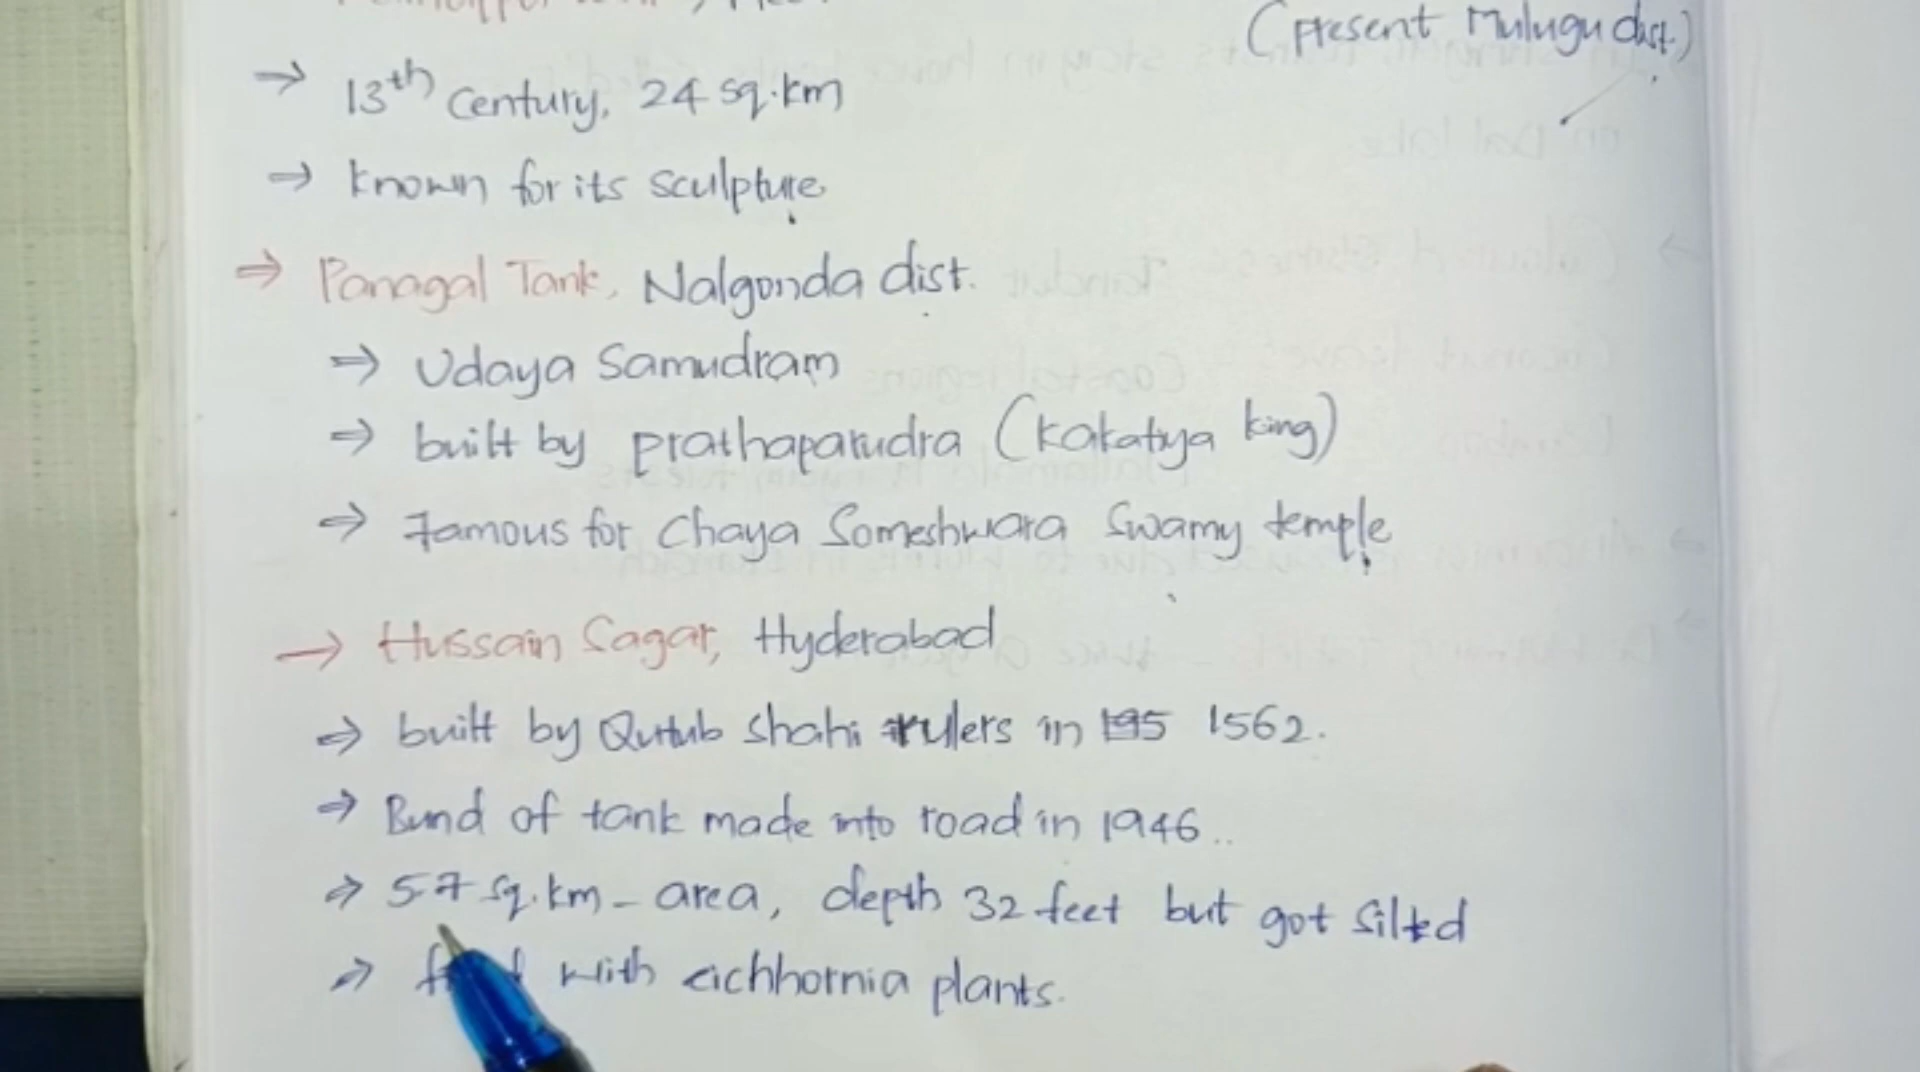 (present Mulugu dist.)
→ 13th Century, 24 sq.km
⇒ known for its sculpture
⇒ Panagal Tank, Nalgonda dist.
⇒ Udaya Samudram
⇒ built by prathaparudra (kakatiya king)
⇒ famous for Chaya Someshwara Swamy temple
→ Hussain Sagar, Hyderabad
⇒ built by Qutub Shahi rulers in 195 1562.
⇒ Bund of tank made into road in 1946..
⇒ 57 sq.km - area, depth 32 feet but got silted
⇒ with eichhornia plants.